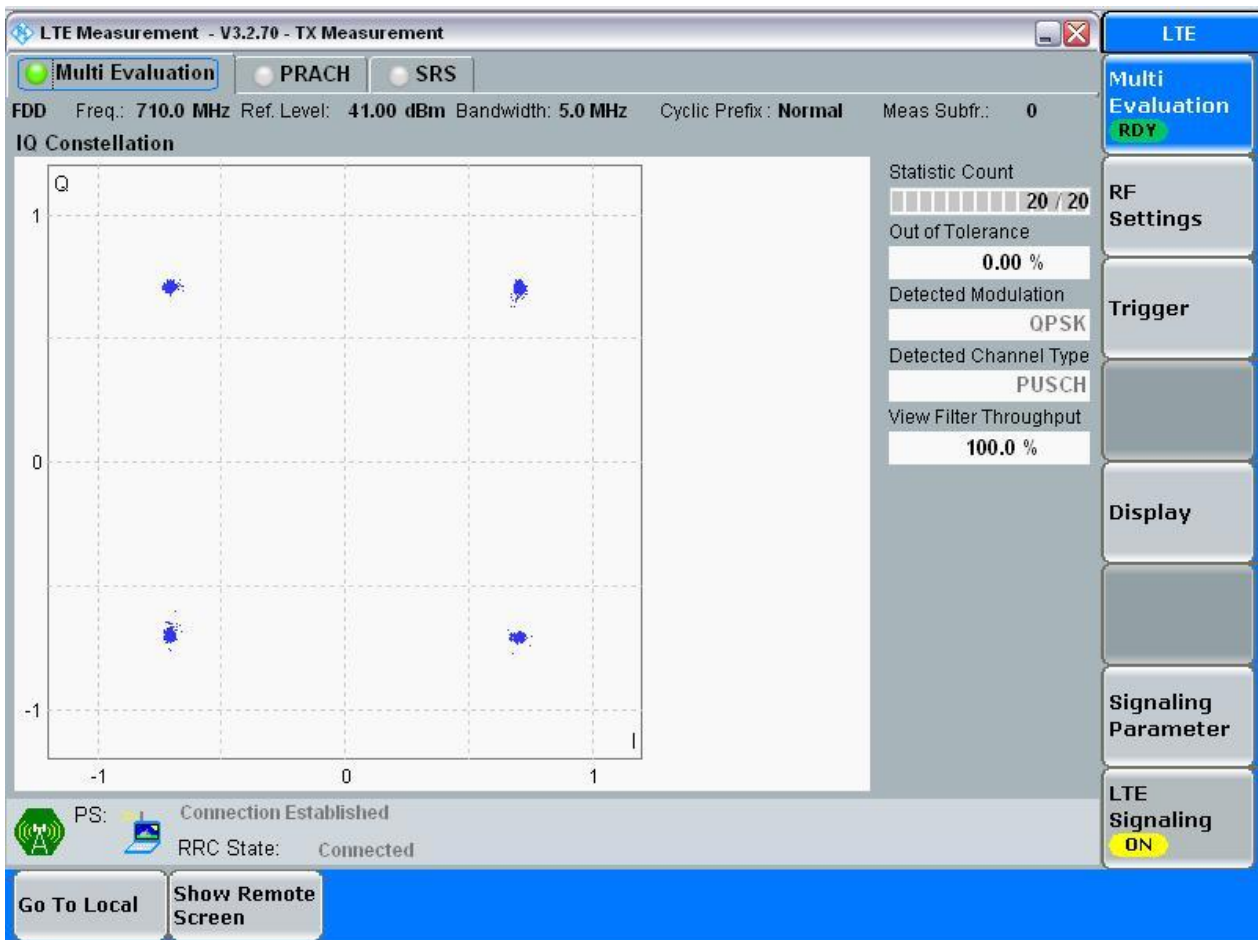 LTE Measurement - V3.2.70 - TX Measurement
LTE
Multi Evaluation PRACH SRS
FDD Freq.: 710.0 MHz Ref. Level: 41.00 dBm Bandwidth: 5.0 MHz Cyclic Prefix : Normal Meas Subfr.: 0
IQ Constellation
Q
1
0
-1
I
-1 0 1
Statistic Count
20 / 20
Out of Tolerance
0.00 %
Detected Modulation
QPSK
Detected Channel Type
PUSCH
View Filter Throughput
100.0 %
Multi
Evaluation
RDY
RF
Settings
Trigger
Display
Signaling
Parameter
LTE
Signaling
ON
PS: Connection Established
RRC State: Connected
Go To Local
Show Remote
Screen